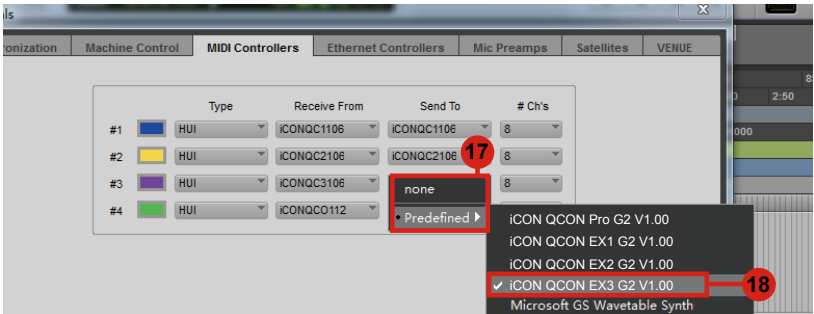 als
ronization Machine Control MIDI Controllers Ethernet Controllers Mic Preamps Satellites VENUE
Type Receive From Send To # Ch's
#1 HUI iCONQC1106 iCONQC1106 8
#2 HUI iCONQC2106 iCONQC2106 8
#3 HUI iCONQC3106 8
#4 HUI iCONQCO112
17
none
Predefined
iCON QCON Pro G2 V1.00
iCON QCON EX1 G2 V1.00
iCON QCON EX2 G2 V1.00
iCON QCON EX3 G2 V1.00
18
Microsoft GS Wavetable Synth
2:50
000